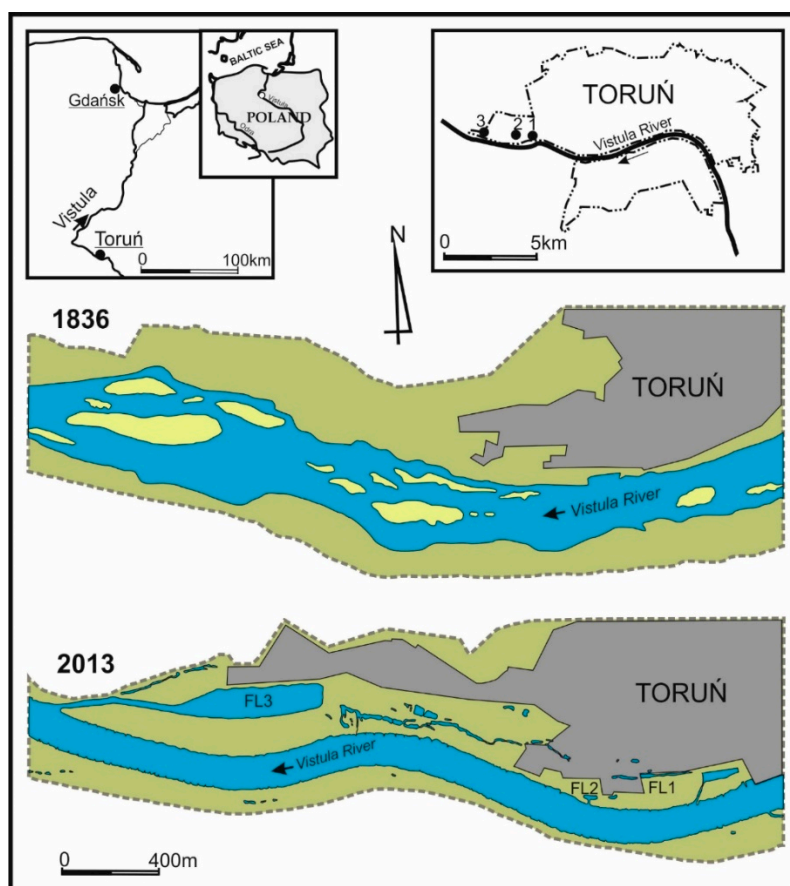 BALTIC SEA
Gdańsk
Vistula
POLAND
Odra
Vistula
Toruń
0 100km
TORUŃ
3 2 1
Vistula River
0 5km
N
1836
TORUŃ
Vistula River
2013
TORUŃ
FL3
Vistula River
FL2 FL1
0 400m